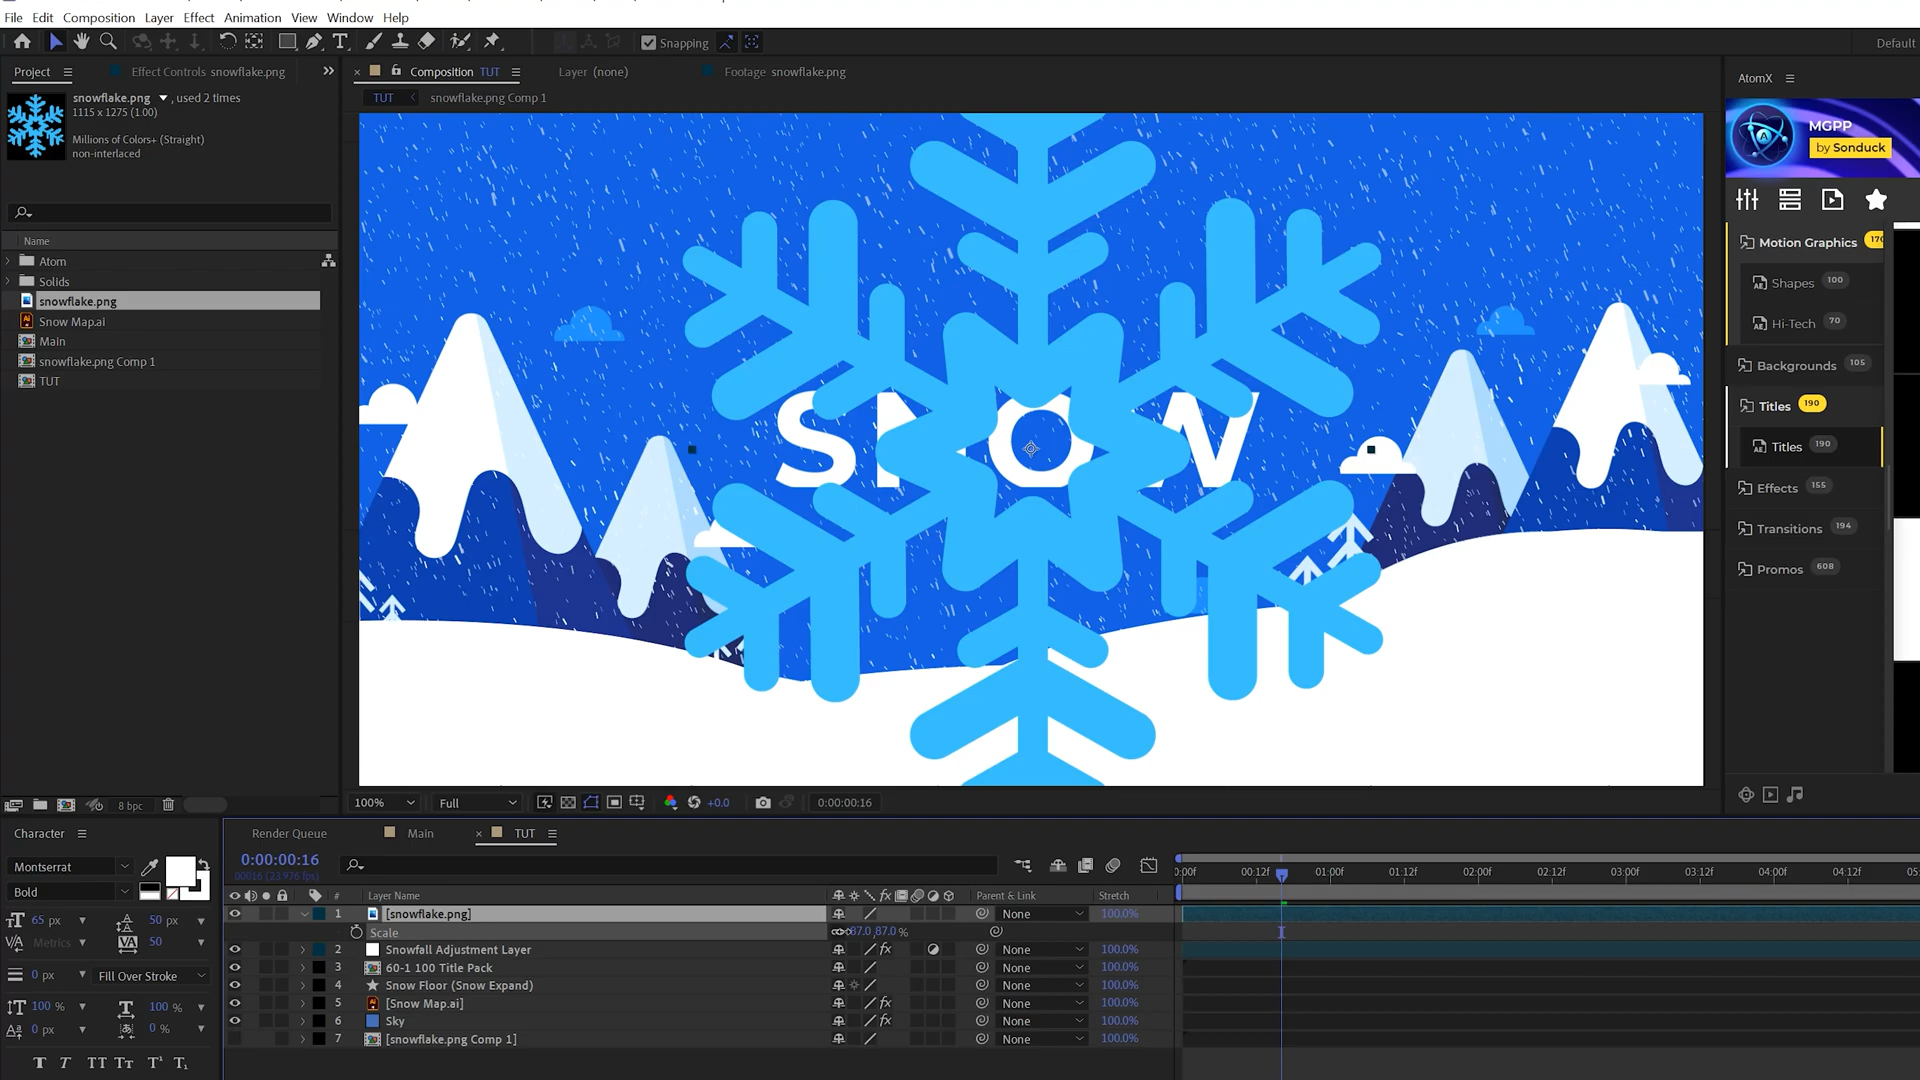 File Edit Composition Layer Effect Animation View Window Help
Snapping
Default
Project
Effect Controls snowflake.png
Composition TUT
Layer (none)
Footage snowflake.png
AtomX
snowflake.png , used 2 times
1115 x 1275 (1.00)
Millions of Colors+ (Straight)
non-interlaced
TUT
snowflake.png Comp 1
MGPP
by Sonduck
Name
Atom
Solids
snowflake.png
Snow Map.ai
Main
snowflake.png Comp 1
TUT
SNOW
Motion Graphics
Shapes 100
Hi-Tech 70
Backgrounds 105
Titles 190
Titles 190
Effects 155
Transitions 194
Promos 608
8 bpc
100%
Full
+0.0
0:00:00:16
Character
Montserrat
Bold
65 px
50 px
Metrics
50
0 px
Fill Over Stroke
100 %
100 %
0 px
0 %
Render Queue
Main
TUT
0:00:00:16
00016 (23.976 fps)
# Layer Name
Parent & Link
Stretch
00:12f 01:00f 01:12f 02:00f 02:12f 03:00f 03:12f 04:00f 04:12f
1 [snowflake.png] None 100.0%
Scale 87.0, 87.0 %
2 Snowfall Adjustment Layer None 100.0%
3 60-1 100 Title Pack None 100.0%
4 Snow Floor (Snow Expand) None 100.0%
5 [Snow Map.ai] None 100.0%
6 Sky None 100.0%
7 [snowflake.png Comp 1] None 100.0%